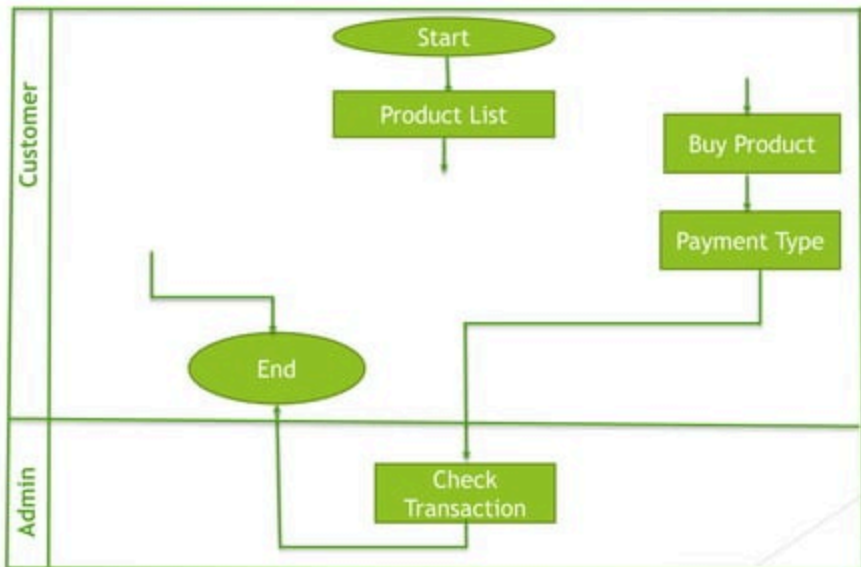 Customer
Start
Product List
Buy Product
Payment Type
End
Admin
Check
Transaction